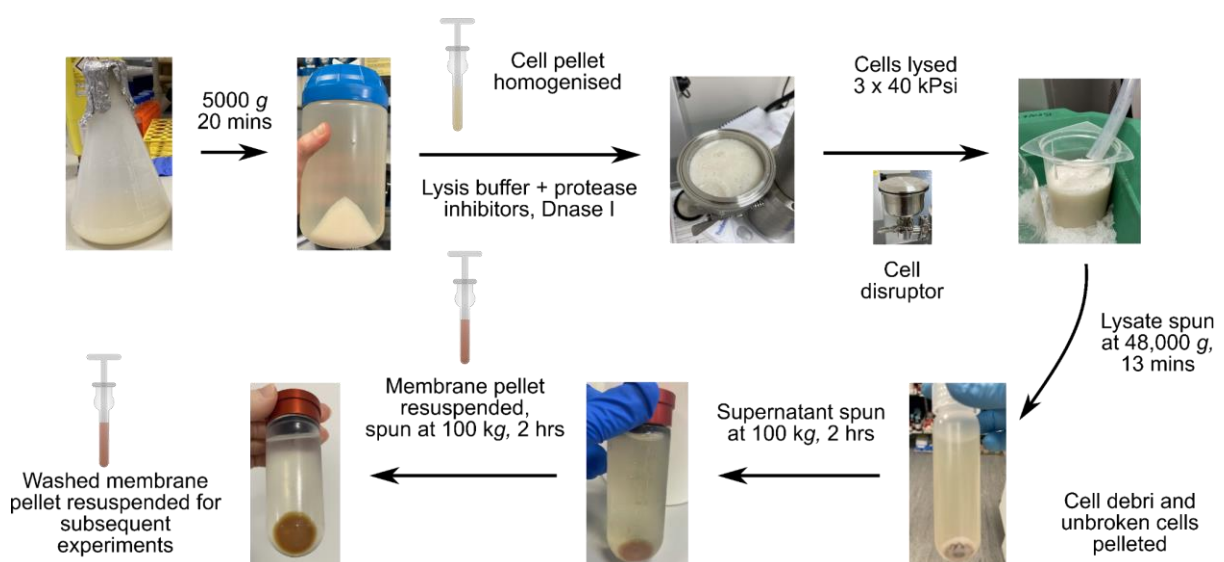 5000 g
20 mins
Cell pellet
homogenised
Lysis buffer + protease
inhibitors, Dnase I
Cells lysed
3 x 40 kPsi
Cell
disruptor
Lysate spun
at 48,000 g,
13 mins
Cell debri and
unbroken cells
pelleted
Supernatant spun
at 100 kg, 2 hrs
Membrane pellet
resuspended,
spun at 100 kg, 2 hrs
Washed membrane
pellet resuspended for
subsequent
experiments